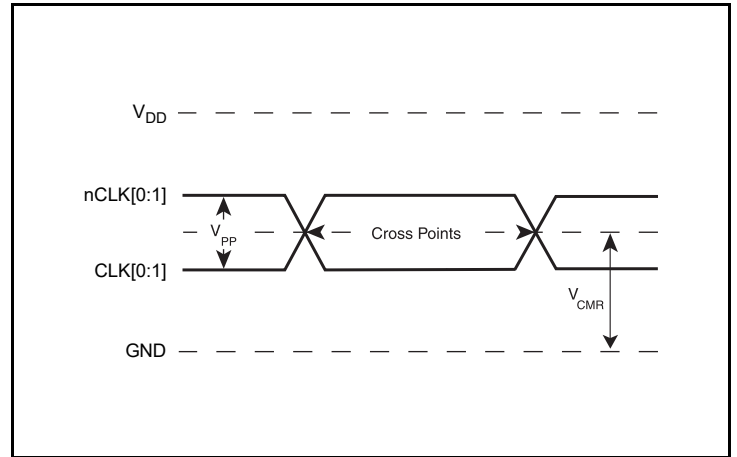 VDD
nCLK[0:1]
VPP
Cross Points
CLK[0:1]
VCMR
GND